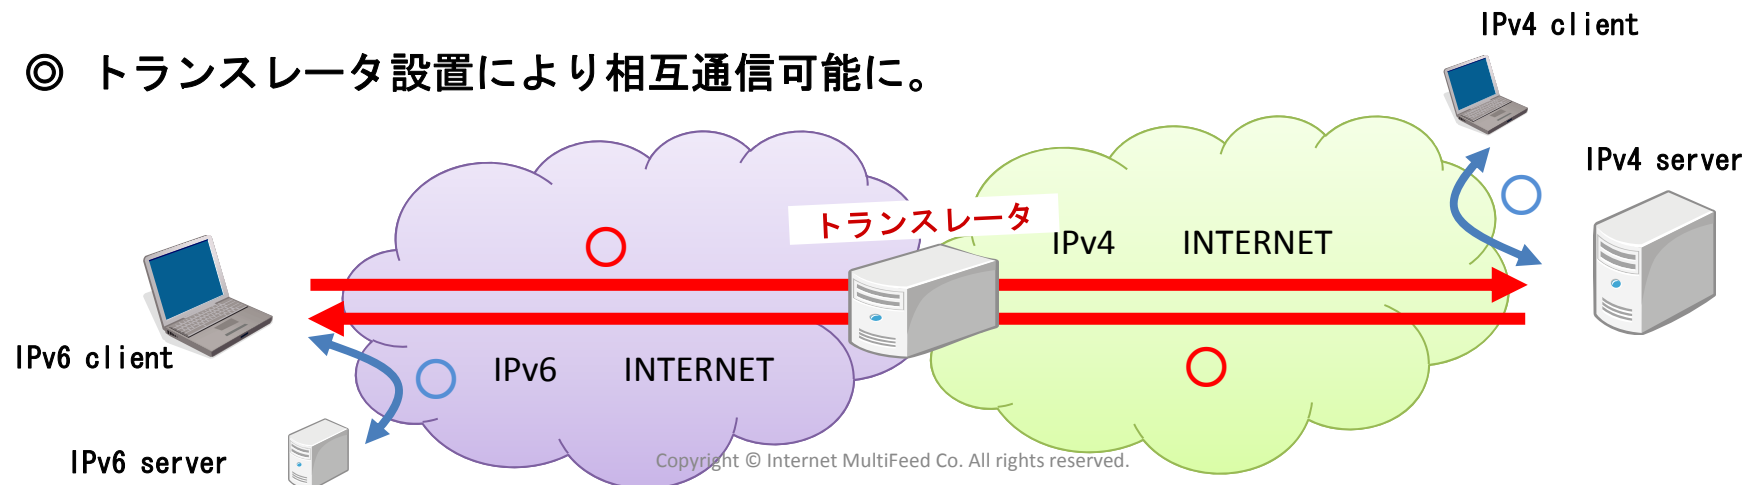 IPv4 client
◎ トランスレータ設置により相互通信可能に。
IPv4 server
トランスレータ
IPv4 INTERNET
IPv6 client
IPv6 INTERNET
IPv6 server
Copyright © Internet MultiFeed Co. All rights reserved.